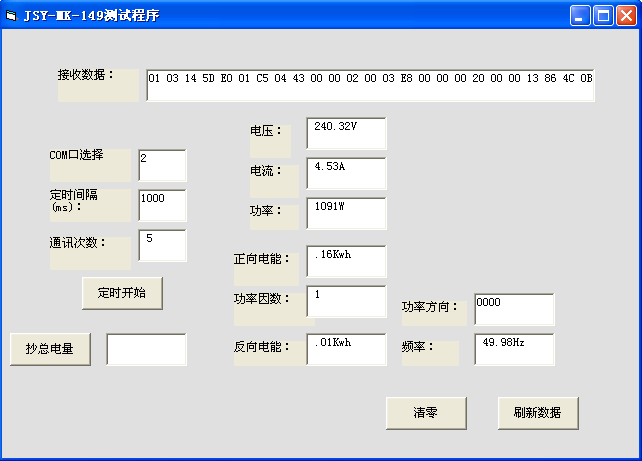 JSY-MK-149测试程序
接收数据：
01 03 14 5D E0 01 C5 04 43 00 00 02 00 03 E8 00 00 00 20 00 00 13 86 4C 0B
电压：
240.32V
COM口选择
2
电流：
4.53A
定时间隔
(ms)：
1000
功率：
1091W
通讯次数：
5
正向电能：
.16Kwh
定时开始
功率因数：
1
功率方向：
0000
抄总电量
反向电能：
.01Kwh
频率：
49.98Hz
清零
刷新数据